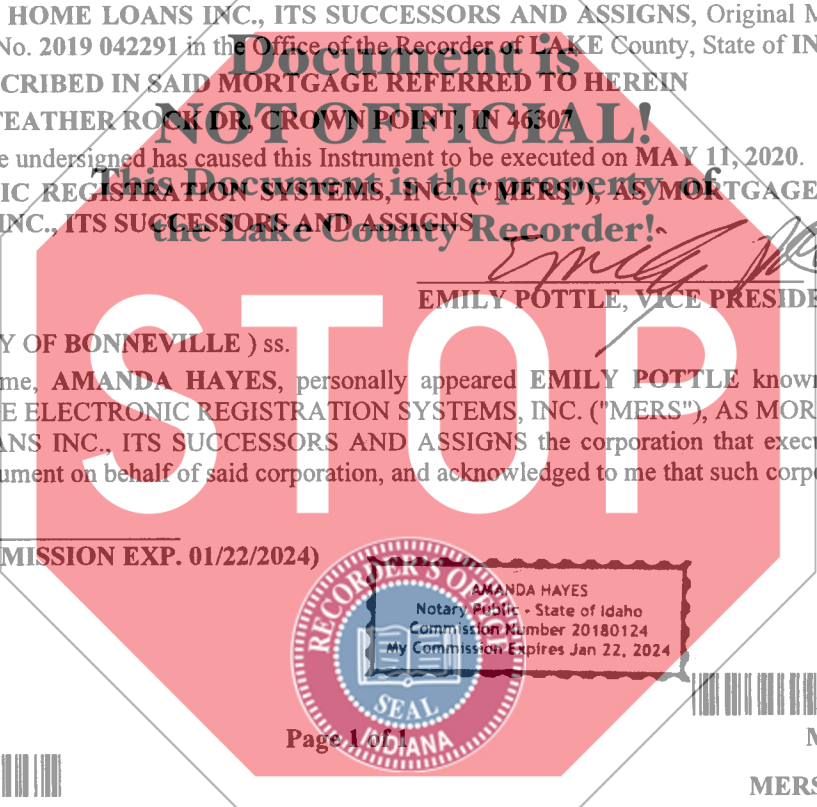 HOME LOANS INC., ITS SUCCESSORS AND ASSIGNS, Original M
No. 2019 042291 in the Office of the Recorder of LAKE County, State of IN
Document is
CRIBED IN SAID MORTGAGE REFERRED TO HEREIN
NOT OFFICIAL!
FEATHER ROCK DR, CROWN POINT, IN 46307
e undersigned has caused this Instrument to be executed on MAY 11, 2020.
This Document is the property of
IC REGISTRATION SYSTEMS, INC. ("MERS"), AS MORTGAGE
the Lake County Recorder!
INC., ITS SUCCESSORS AND ASSIGNS
EMILY POTTLE, VICE PRESIDE
STOP
Y OF BONNEVILLE ) ss.
me, AMANDA HAYES, personally appeared EMILY POTTLE known
E ELECTRONIC REGISTRATION SYSTEMS, INC. ("MERS"), AS MOR
ANS INC., ITS SUCCESSORS AND ASSIGNS the corporation that execu
ument on behalf of said corporation, and acknowledged to me that such corpo
MISSION EXP. 01/22/2024)
RECORDER'S OFFICE
SEAL
INDIANA
AMANDA HAYES
Notary Public - State of Idaho
Commission Number 20180124
My Commission Expires Jan 22, 2024
Page 1 of 1
M
MERS